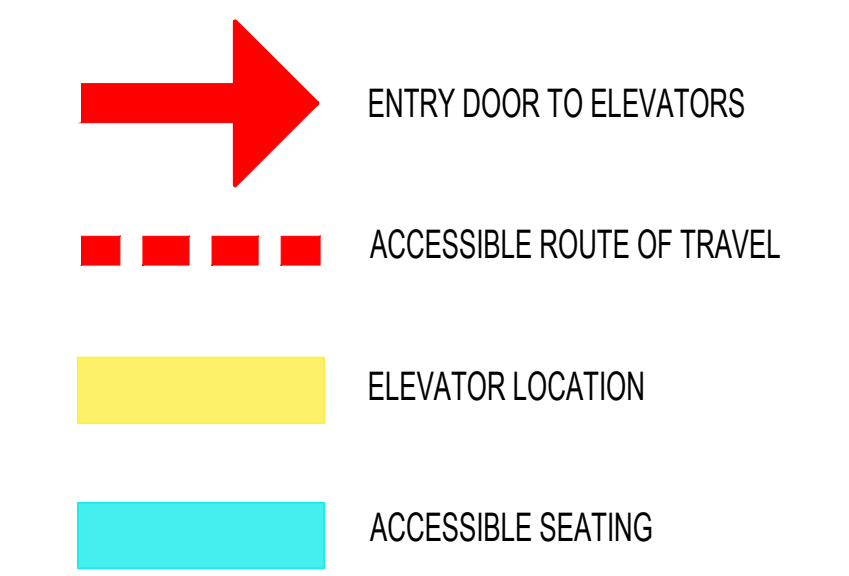 ENTRY DOOR TO ELEVATORS
ACCESSIBLE ROUTE OF TRAVEL
ELEVATOR LOCATION
ACCESSIBLE SEATING